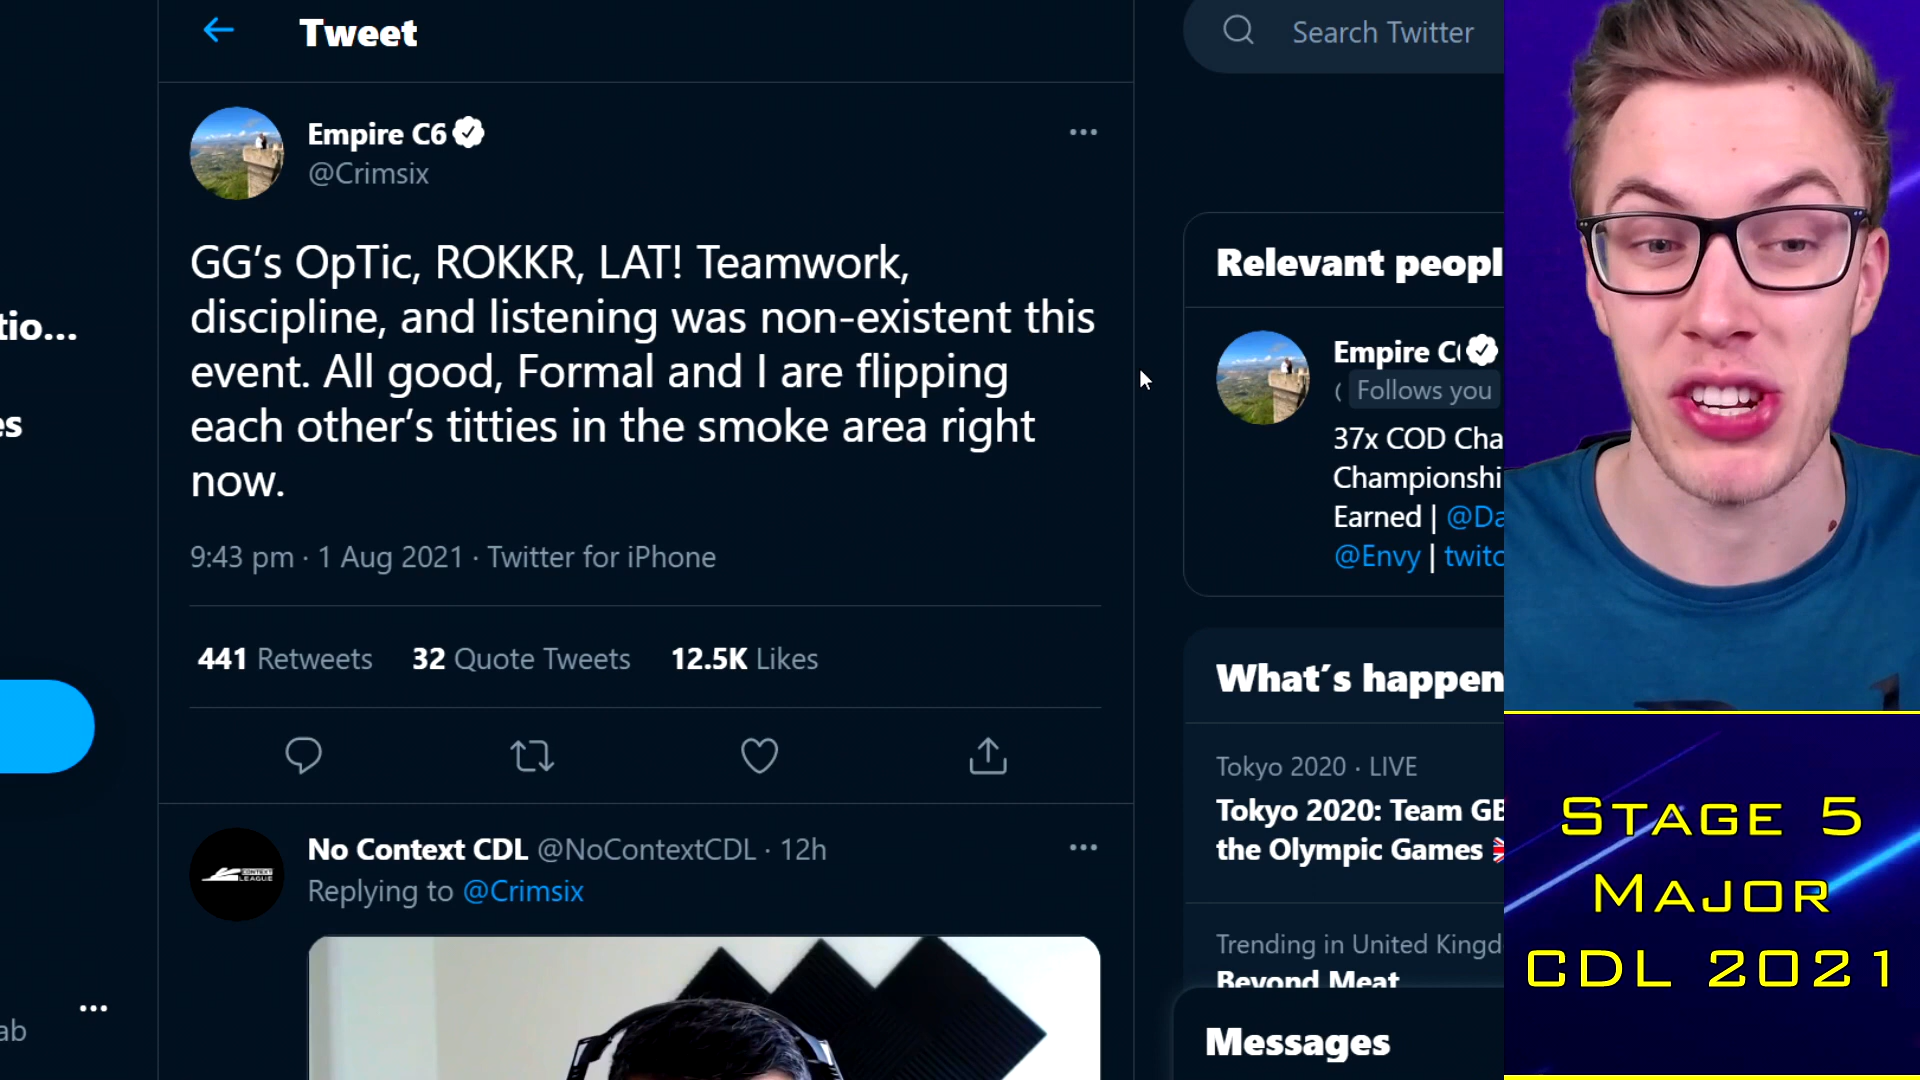 Tweet
Search Twitter
Empire C6
@Crimsix
GG’s OpTic, ROKKR, LAT! Teamwork,
discipline, and listening was non-existent this
event. All good, Formal and I are flipping
each other’s titties in the smoke area right
now.
9:43 pm · 1 Aug 2021 · Twitter for iPhone
441 Retweets 32 Quote Tweets 12.5K Likes
No Context CDL @NoContextCDL · 12h
Replying to @Crimsix
tio...
es
ab
Relevant peopl
Empire C
Follows you
37x COD Cha
Championshi
Earned | @Da
@Envy | twitc
What's happen
Tokyo 2020 · LIVE
Tokyo 2020: Team GB
the Olympic Games
Trending in United Kingd
Beyond Meat
Messages
STAGE 5
MAJOR
CDL 2021